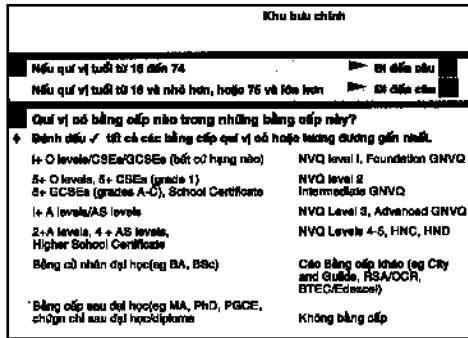 Khu bưu chính
Nếu quí vị tuổi từ 16 đến 74 Đi đến câu
Nếu quí vị tuổi từ 16 và nhỏ hơn, hoặc 75 và lớn hơn Đi đến câu
Quí vị có bằng cấp nào trong những bằng cấp này?
Đánh dấu ✓ tất cả các bằng cấp quí vị có hoặc tương đương gần nhất.
1+ O levels/CSEs/GCSEs (bất cứ hạng nào)
5+ O levels, 5+ CSEs (grade 1)
5+ GCSEs (grades A-C), School Certificate
1+ A levels/AS levels
2+A levels, 4 + AS levels,
Higher School Certificate
Bằng cử nhân đại học(eg BA, BSc)
Bằng cấp sau đại học(eg MA, PhD, PGCE,
chứng chỉ sau đại học/diploma
NVQ level I, Foundation GNVQ
NVQ level 2
Intermediate GNVQ
NVQ Level 3, Advanced GNVQ
NVQ Levels 4-5, HNC, HND
Các Bằng cấp khác (eg City
and Guilds, RSA/OCR,
BTEC/Edexcel)
Không bằng cấp